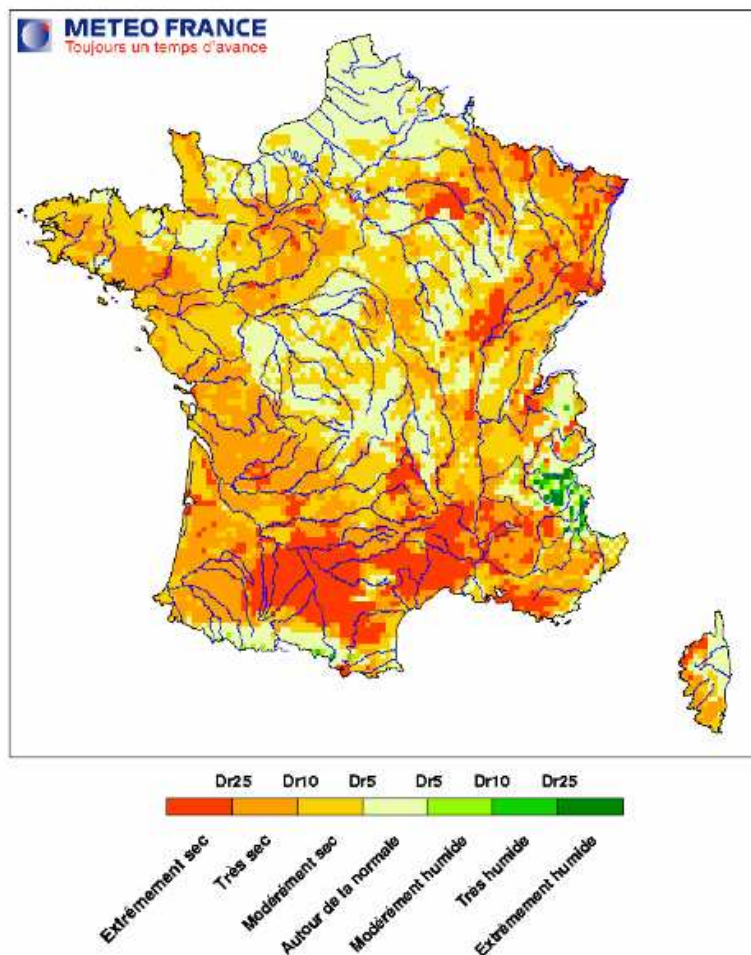 METEO FRANCE
Toujours un temps d'avance
Dr25 Dr10 Dr5 Dr5 Dr10 Dr25
Extrêmement sec
Très sec
Modérément sec
Autour de la normale
Modérément humide
Très humide
Extrêmement humide